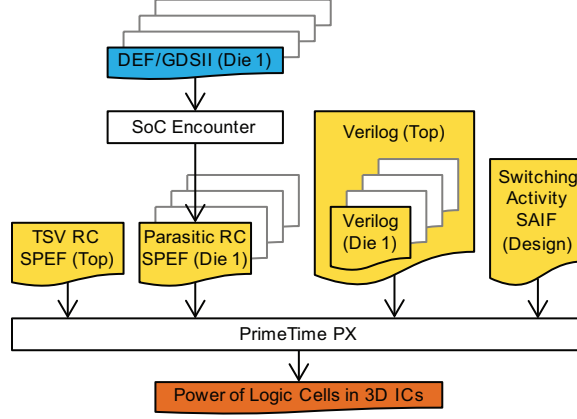 DEF/GDSII (Die 1)
SoC Encounter
Verilog (Top)
Switching
Activity
SAIF
(Design)
TSV RC
SPEF (Top)
Parasitic RC
SPEF (Die 1)
Verilog
(Die 1)
PrimeTime PX
Power of Logic Cells in 3D ICs